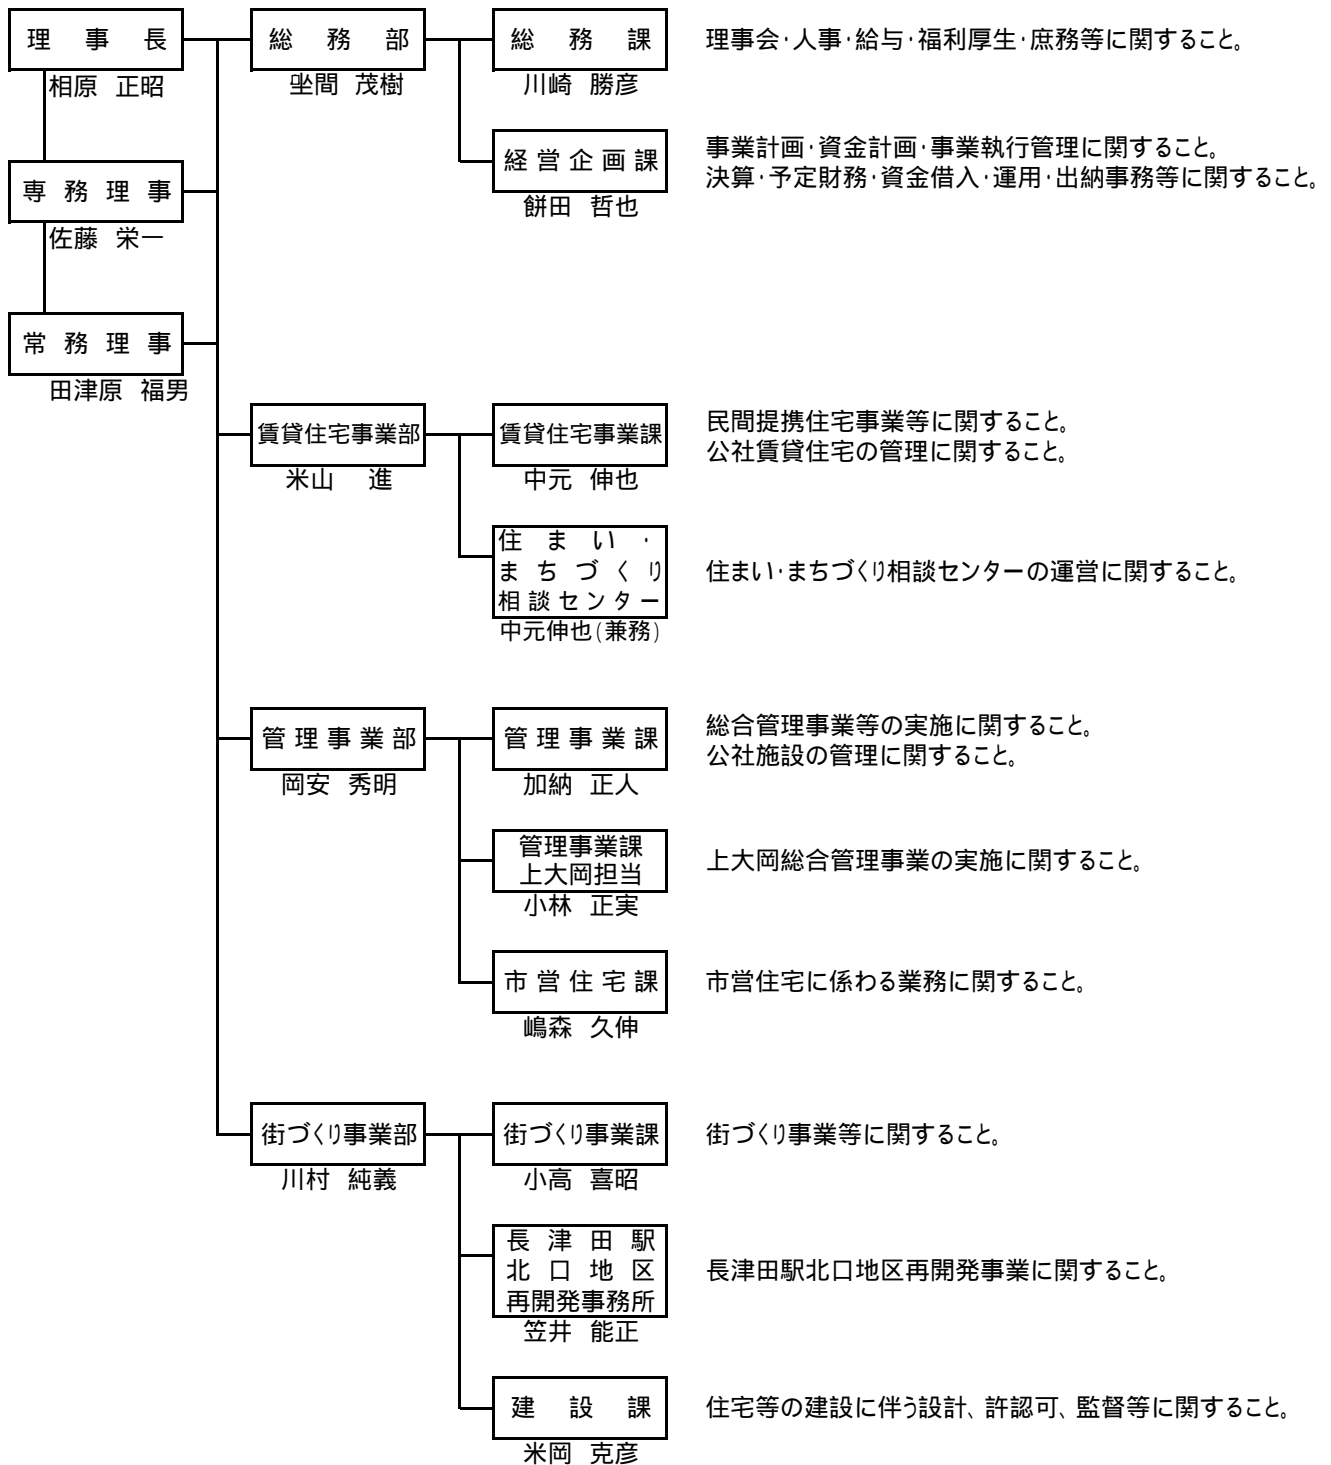 理事長
相原 正昭
専務理事
佐藤 栄一
常務理事
田津原 福男
総務部
坐間 茂樹
総務課
川崎 勝彦
理事会・人事・給与・福利厚生・庶務等に関すること。
経営企画課
餅田 哲也
事業計画・資金計画・事業執行管理に関すること。
決算・予定財務・資金借入・運用・出納事務等に関すること。
賃貸住宅事業部
米山 進
賃貸住宅事業課
中元 伸也
民間提携住宅事業等に関すること。
公社賃貸住宅の管理に関すること。
住まい・
まちづくり
相談センター
中元伸也(兼務)
住まい・まちづくり相談センターの運営に関すること。
管理事業部
岡安 秀明
管理事業課
加納 正人
総合管理事業等の実施に関すること。
公社施設の管理に関すること。
管理事業課
上大岡担当
小林 正実
上大岡総合管理事業の実施に関すること。
市営住宅課
嶋森 久伸
市営住宅に係わる業務に関すること。
街づくり事業部
川村 純義
街づくり事業課
小高 喜昭
街づくり事業等に関すること。
長津田駅
北口地区
再開発事務所
笠井 能正
長津田駅北口地区再開発事業に関すること。
建設課
米岡 克彦
住宅等の建設に伴う設計、許認可、監督等に関すること。